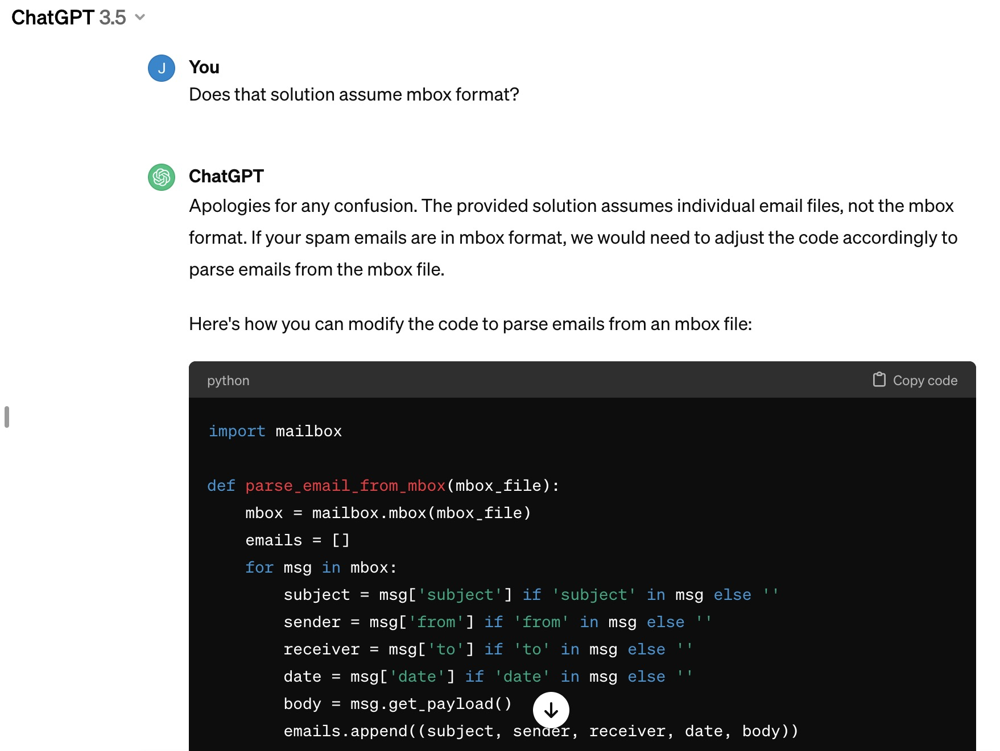 ChatGPT 3.5
J
You
Does that solution assume mbox format?
ChatGPT
Apologies for any confusion. The provided solution assumes individual email files, not the mbox
format. If your spam emails are in mbox format, we would need to adjust the code accordingly to
parse emails from the mbox file.
Here's how you can modify the code to parse emails from an mbox file:
python
Copy code
import mailbox
def parse_email_from_mbox(mbox_file):
    mbox = mailbox.mbox(mbox_file)
    emails = []
    for msg in mbox:
        subject = msg['subject'] if 'subject' in msg else ''
        sender = msg['from'] if 'from' in msg else ''
        receiver = msg['to'] if 'to' in msg else ''
        date = msg['date'] if 'date' in msg else ''
        body = msg.get_payload()
        emails.append((subject, sender, receiver, date, body))